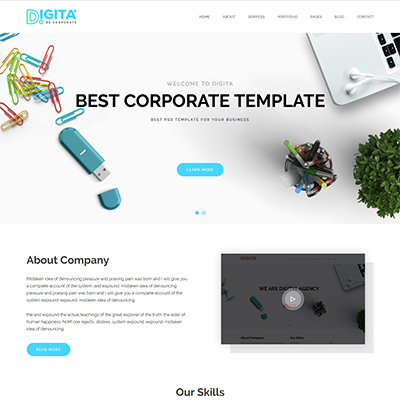 DIGITA
BE CORPORATE
HOME ABOUT SERVICES PORTFOLIO PAGES BLOG CONTACT
WELCOME TO DIGITA
BEST CORPORATE TEMPLATE
BEST PSD TEMPLATE FOR YOUR BUSINESS
LEARN MORE
About Company
Mistaken idea of denouncing pleasure and praising pain was born and I will give you
a complete account of the system, and expound. mistaken idea of denouncing
pleasure and praising pain was born and I will give you a complete account of the
system expound. mistaken idea of denouncing
the and expound the actual teachings of the great explorer of the truth, the ader of
human happiness. NoM one rejects, dislikes, system expound. expound. mistaken
idea of denouncing
READ MORE
DIGITA
WE ARE DIGITAL AGENCY
About Company Our Skills
Our Skills